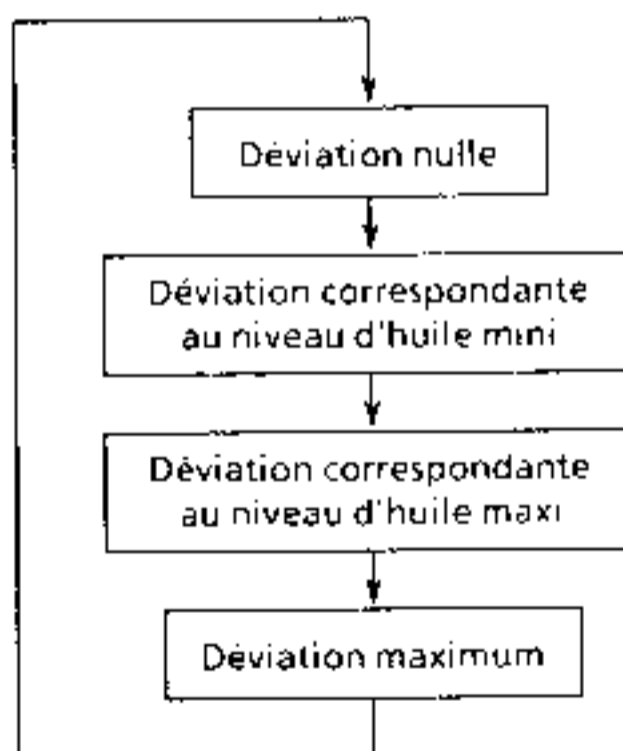 Déviation nulle
Déviation correspondante
au niveau d'huile mini
Déviation correspondante
au niveau d'huile maxi
Déviation maximum